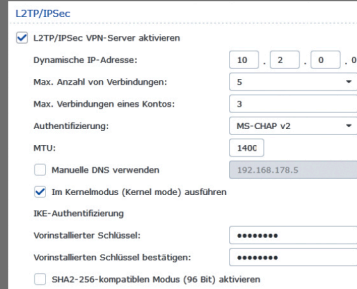 L2TP/IPSec
L2TP/IPSec VPN-Server aktivieren
Dynamische IP-Adresse: 10 . 2 . 0 . 0
Max. Anzahl von Verbindungen: 5
Max. Verbindungen eines Kontos: 3
Authentifizierung: MS-CHAP v2
MTU: 1400
Manuelle DNS verwenden 192.168.178.5
Im Kernelmodus (Kernel mode) ausführen
IKE-Authentifizierung
Vorinstallierter Schlüssel: ••••••••
Vorinstallierten Schlüssel bestätigen: ••••••••
SHA2-256-kompatiblen Modus (96 Bit) aktivieren